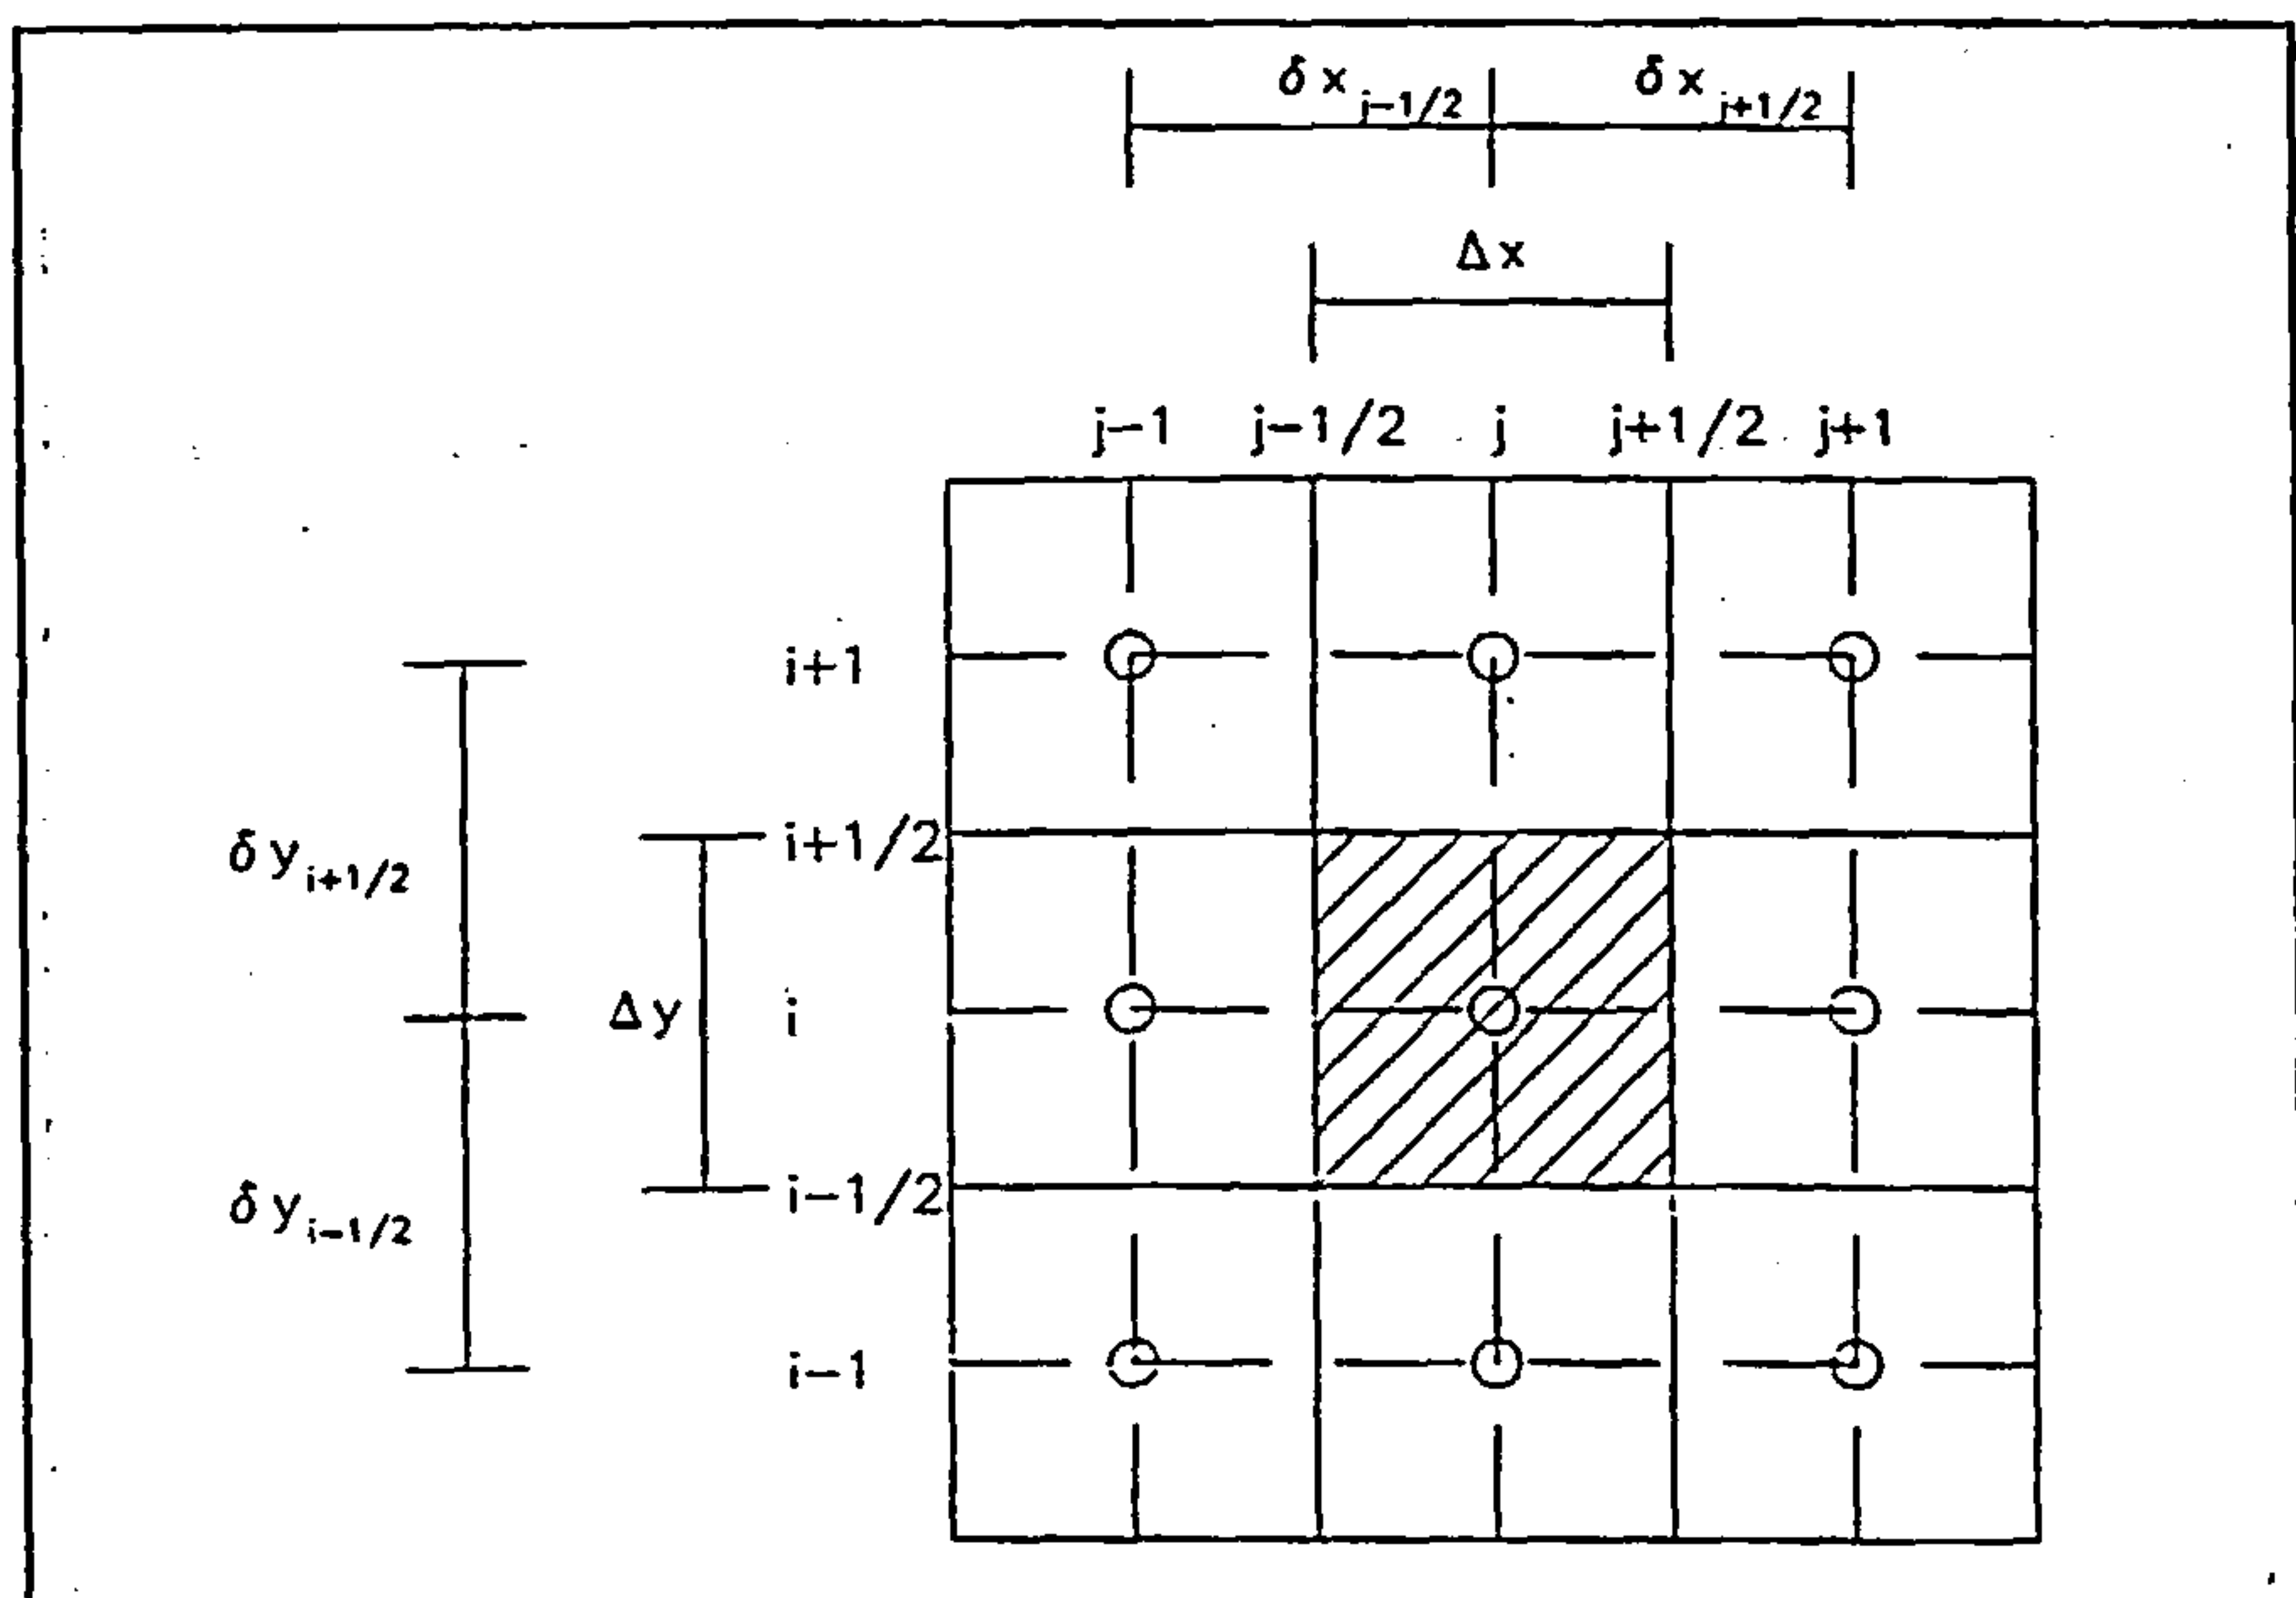 δx j-1/2 δx j+1/2
Δx
j-1 j-1/2 j j+1/2 j+1
i+1
δy i+1/2 i+1/2
Δy i
δy i-1/2 i-1/2
i-1